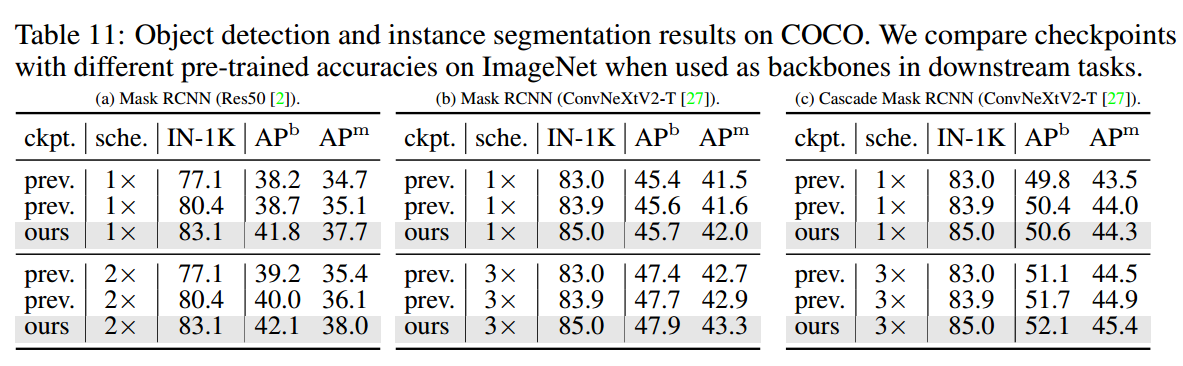 Table 11: Object detection and instance segmentation results on COCO. We compare checkpoints
with different pre-trained accuracies on ImageNet when used as backbones in downstream tasks.
(a) Mask RCNN (Res50 [2]).
ckpt. sche. IN-1K APᵇ APᵐ
prev. 1× 77.1 38.2 34.7
prev. 1× 80.4 38.7 35.1
ours 1× 83.1 41.8 37.7
prev. 2× 77.1 39.2 35.4
prev. 2× 80.4 40.0 36.1
ours 2× 83.1 42.1 38.0
(b) Mask RCNN (ConvNeXtV2-T [27]).
ckpt. sche. IN-1K APᵇ APᵐ
prev. 1× 83.0 45.4 41.5
prev. 1× 83.9 45.6 41.6
ours 1× 85.0 45.7 42.0
prev. 3× 83.0 47.4 42.7
prev. 3× 83.9 47.7 42.9
ours 3× 85.0 47.9 43.3
(c) Cascade Mask RCNN (ConvNeXtV2-T [27]).
ckpt. sche. IN-1K APᵇ APᵐ
prev. 1× 83.0 49.8 43.5
prev. 1× 83.9 50.4 44.0
ours 1× 85.0 50.6 44.3
prev. 3× 83.0 51.1 44.5
prev. 3× 83.9 51.7 44.9
ours 3× 85.0 52.1 45.4